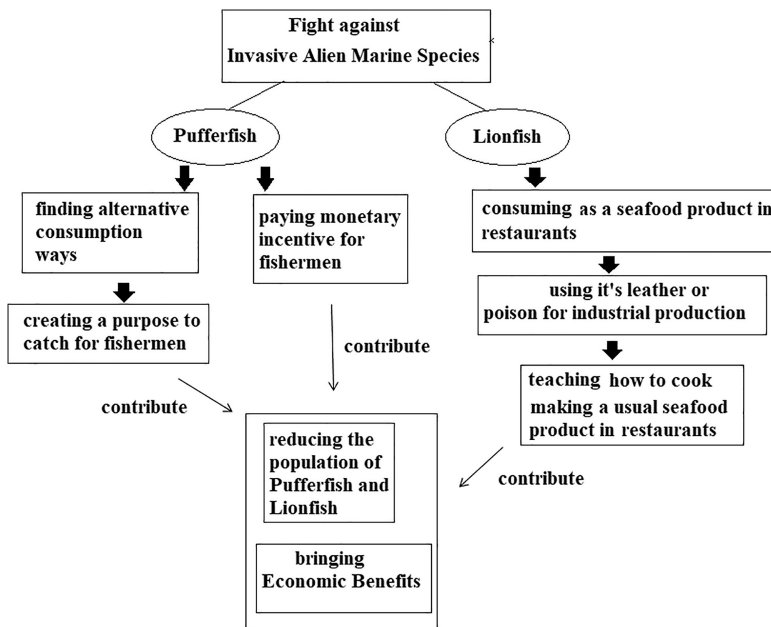 Fight against
Invasive Alien Marine Species
Pufferfish
Lionfish
finding alternative
consumption
ways
paying monetary
incentive for
fishermen
consuming as a seafood product in
restaurants
creating a purpose to
catch for fishermen
using it's leather or
poison for industrial production
contribute
contribute
teaching how to cook
making a usual seafood
product in restaurants
reducing the
population of
Pufferfish and
Lionfish
contribute
bringing
Economic Benefits